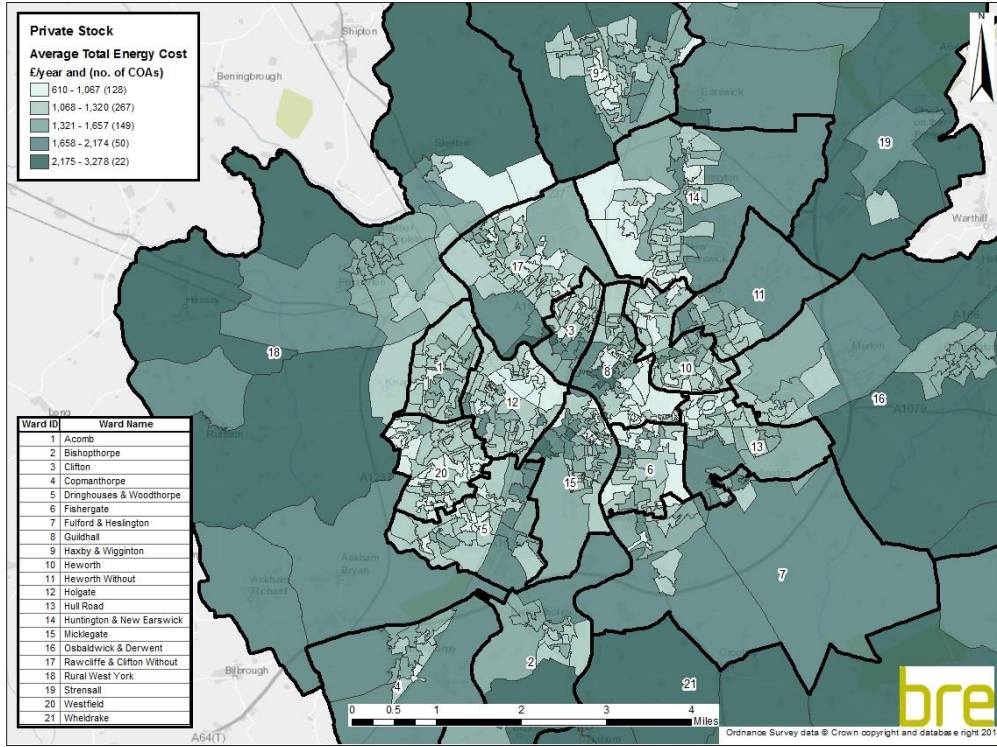 Private Stock
Average Total Energy Cost
£/year and (no. of COAs)
610 - 1,067 (128)
1,068 - 1,320 (267)
1,321 - 1,657 (149)
1,658 - 2,174 (50)
2,175 - 3,278 (22)
N
Shipton
Beningbrough
Skelton
Earswick
9
19
14
Warthill
17
11
3
Hessay
18
1
8
10
Murton
A166
12
16
A1079
Long
Ward ID Ward Name
1 Acomb
2 Bishopthorpe
3 Clifton
4 Copmanthorpe
5 Dringhouses & Woodthorpe
6 Fishergate
7 Fulford & Heslington
8 Guildhall
9 Haxby & Wigginton
10 Heworth
11 Heworth Without
12 Holgate
13 Hull Road
14 Huntington & New Earswick
15 Micklegate
16 Osbaldwick & Derwent
17 Rawcliffe & Clifton Without
18 Rural West York
19 Strensall
20 Westfield
21 Wheldrake
13
20
6
15
5
Askham
Bryan
Askham
Richard
7
2
4
21
Bilbrough
A64(T)
0 0.5 1 2 3 4
Miles
bre
Ordnance Survey data © Crown copyright and database right 201